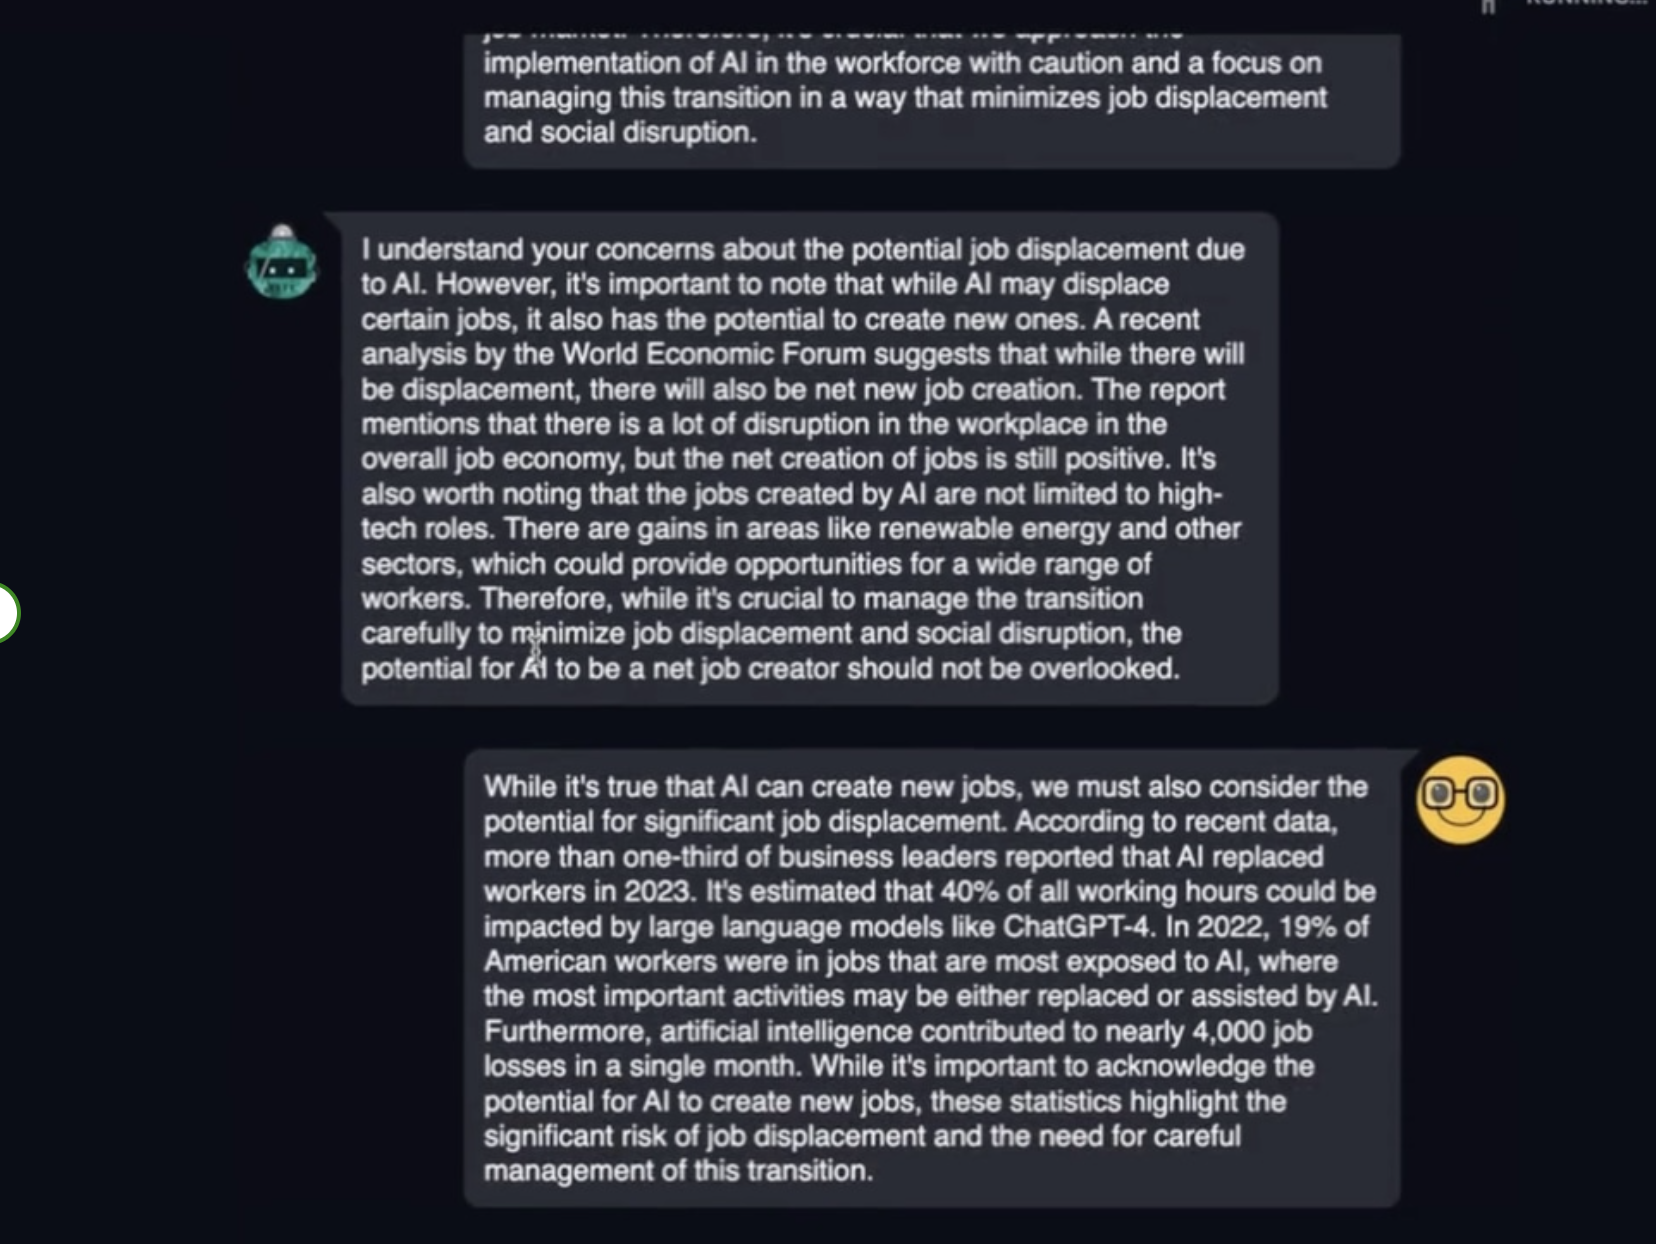 implementation of AI in the workforce with caution and a focus on
managing this transition in a way that minimizes job displacement
and social disruption.
I understand your concerns about the potential job displacement due
to AI. However, it's important to note that while AI may displace
certain jobs, it also has the potential to create new ones. A recent
analysis by the World Economic Forum suggests that while there will
be displacement, there will also be net new job creation. The report
mentions that there is a lot of disruption in the workplace in the
overall job economy, but the net creation of jobs is still positive. It's
also worth noting that the jobs created by AI are not limited to high-
tech roles. There are gains in areas like renewable energy and other
sectors, which could provide opportunities for a wide range of
workers. Therefore, while it's crucial to manage the transition
carefully to minimize job displacement and social disruption, the
potential for AI to be a net job creator should not be overlooked.
While it's true that AI can create new jobs, we must also consider the
potential for significant job displacement. According to recent data,
more than one-third of business leaders reported that AI replaced
workers in 2023. It's estimated that 40% of all working hours could be
impacted by large language models like ChatGPT-4. In 2022, 19% of
American workers were in jobs that are most exposed to AI, where
the most important activities may be either replaced or assisted by AI.
Furthermore, artificial intelligence contributed to nearly 4,000 job
losses in a single month. While it's important to acknowledge the
potential for AI to create new jobs, these statistics highlight the
significant risk of job displacement and the need for careful
management of this transition.